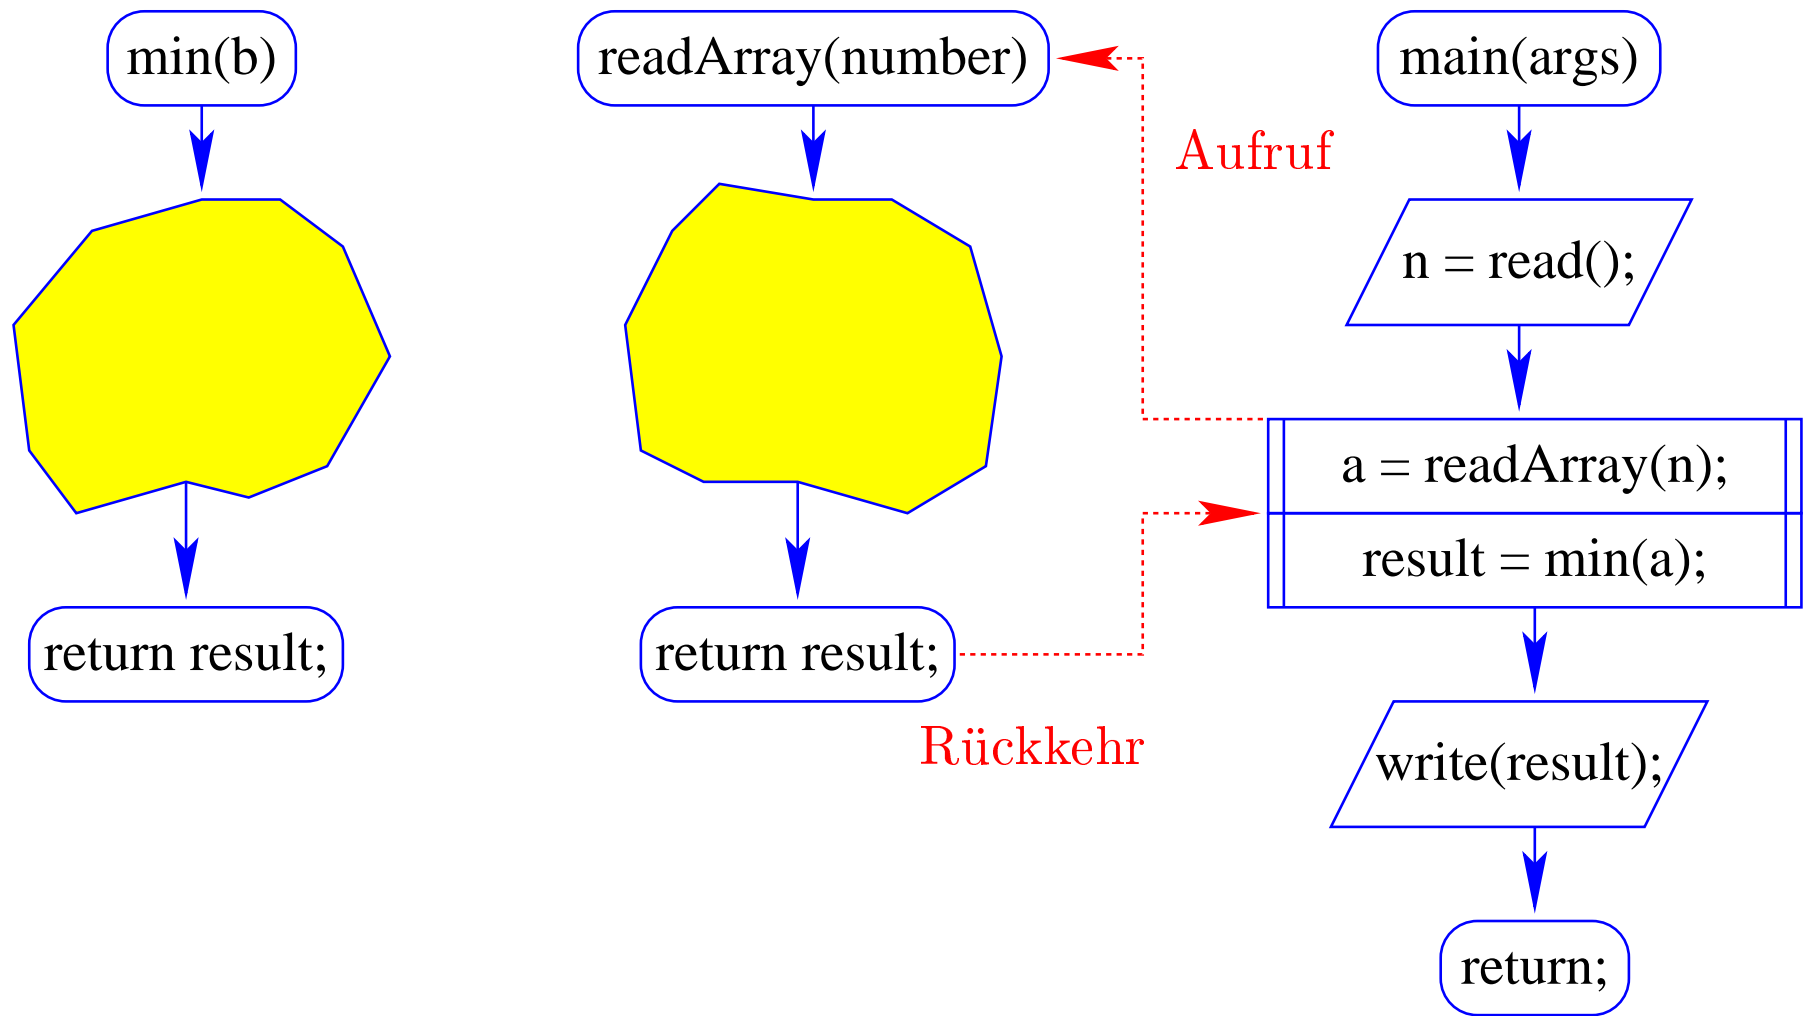 min(b)
readArray(number)
main(args)
Aufruf
n = read();
a = readArray(n);
result = min(a);
return result;
return result;
Rückkehr
write(result);
return;